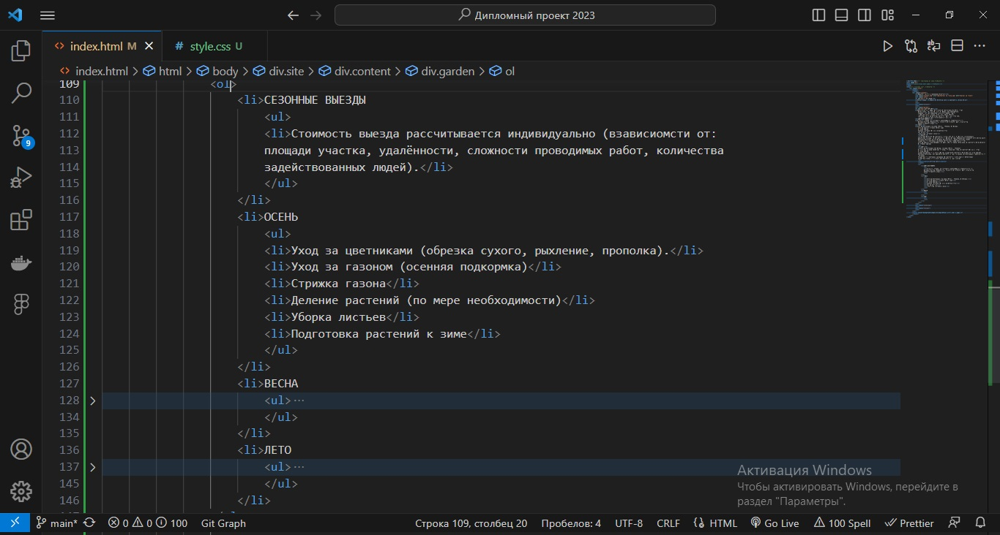 Дипломный проект 2023
index.html M
# style.css U
index.html > html > body > div.site > div.content > div.garden > ol
109 <ol>
110 <li>СЕЗОННЫЕ ВЫЕЗДЫ
111 <ul>
112 <li>Стоимость выезда рассчитывается индивидуально (взависиомсти от:
113 площади участка, удалённости, сложности проводимых работ, количества
114 задействованных людей).</li>
115 </ul>
116 </li>
117 <li>ОСЕНЬ
118 <ul>
119 <li>Уход за цветниками (обрезка сухого, рыхление, прополка).</li>
120 <li>Уход за газоном (осенняя подкормка)</li>
121 <li>Стрижка газона</li>
122 <li>Деление растений (по мере необходимости)</li>
123 <li>Уборка листьев</li>
124 <li>Подготовка растений к зиме</li>
125 </ul>
126 </li>
127 <li>ВЕСНА
128 <ul>···
134 </ul>
135 </li>
136 <li>ЛЕТО
137 <ul>···
145 </ul>
146 </li>
9
Активация Windows
Чтобы активировать Windows, перейдите в
раздел "Параметры".
main* 0 0 100 Git Graph Строка 109, столбец 20 Пробелов: 4 UTF-8 CRLF HTML Go Live 100 Spell Prettier